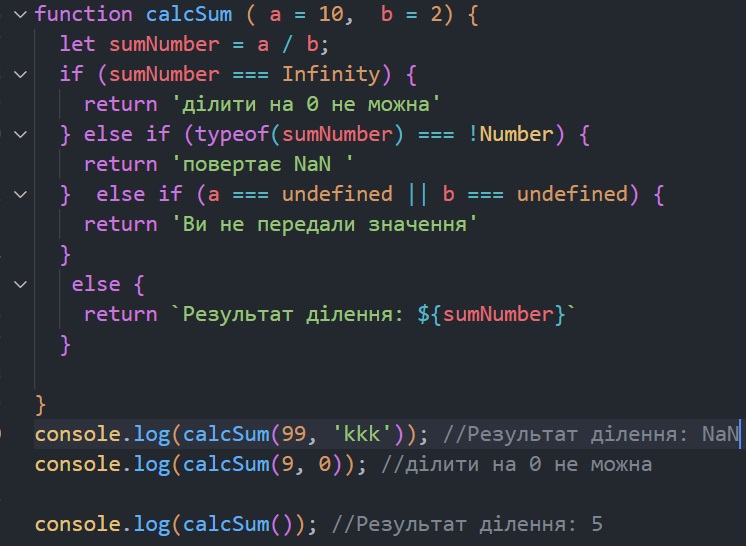 function calcSum ( a = 10,  b = 2) {
  let sumNumber = a / b;
  if (sumNumber === Infinity) {
    return 'ділити на 0 не можна'
  } else if (typeof(sumNumber) === !Number) {
    return 'повертає NaN '
  }  else if (a === undefined || b === undefined) {
    return 'Ви не передали значення'
  }
   else {
    return `Результат ділення: ${sumNumber}`
  }
}
console.log(calcSum(99, 'kkk')); //Результат ділення: NaN
console.log(calcSum(9, 0)); //ділити на 0 не можна
console.log(calcSum()); //Результат ділення: 5